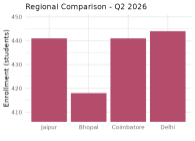 Regional Comparison - Q2 2026
Enrollment (students)
450
440
430
420
410
Jaipur
Bhopal
Coimbatore
Delhi